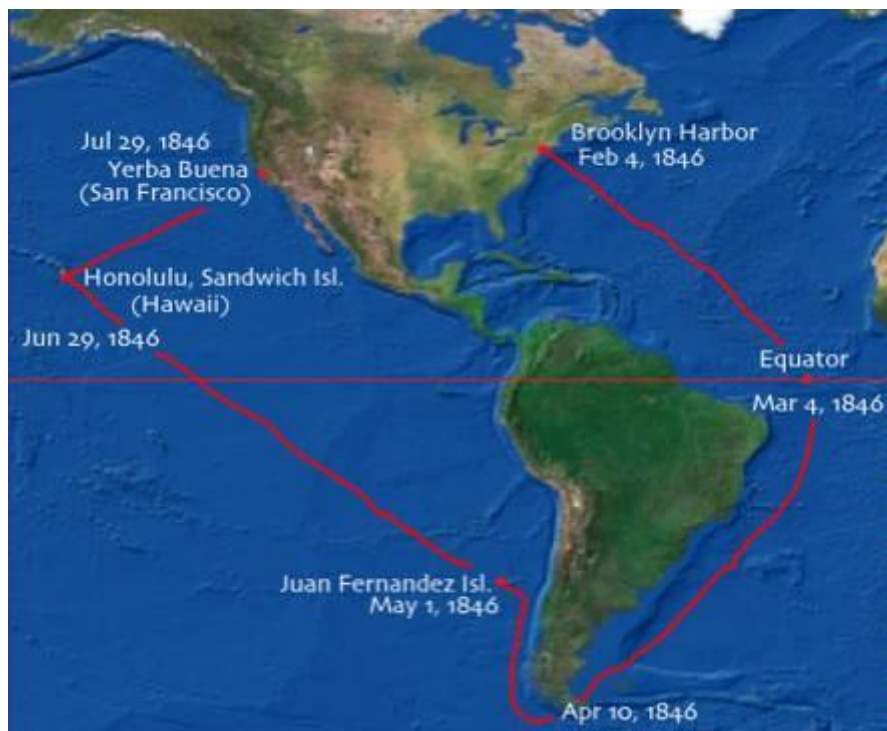 Brooklyn Harbor
Feb 4, 1846
Jul 29, 1846
Yerba Buena
(San Francisco)
Honolulu, Sandwich Isl.
(Hawaii)
Jun 29, 1846
Equator
Mar 4, 1846
Juan Fernandez Isl.
May 1, 1846
Apr 10, 1846